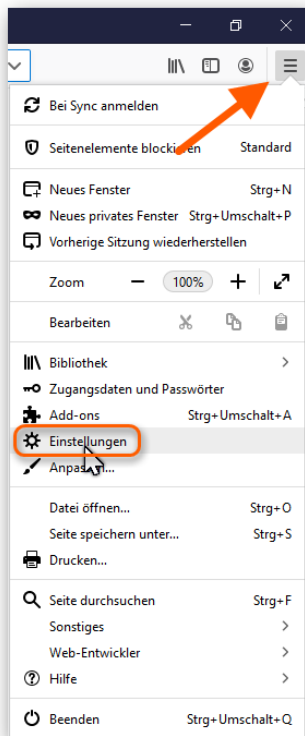 Bei Sync anmelden
Seitenelemente blockieren Standard
Neues Fenster Strg+N
Neues privates Fenster Strg+Umschalt+P
Vorherige Sitzung wiederherstellen
Zoom 100%
Bearbeiten
Bibliothek
Zugangsdaten und Passwörter
Add-ons Strg+Umschalt+A
Einstellungen
Anpassen...
Datei öffnen... Strg+O
Seite speichern unter... Strg+S
Drucken...
Seite durchsuchen Strg+F
Sonstiges
Web-Entwickler
Hilfe
Beenden Strg+Umschalt+Q